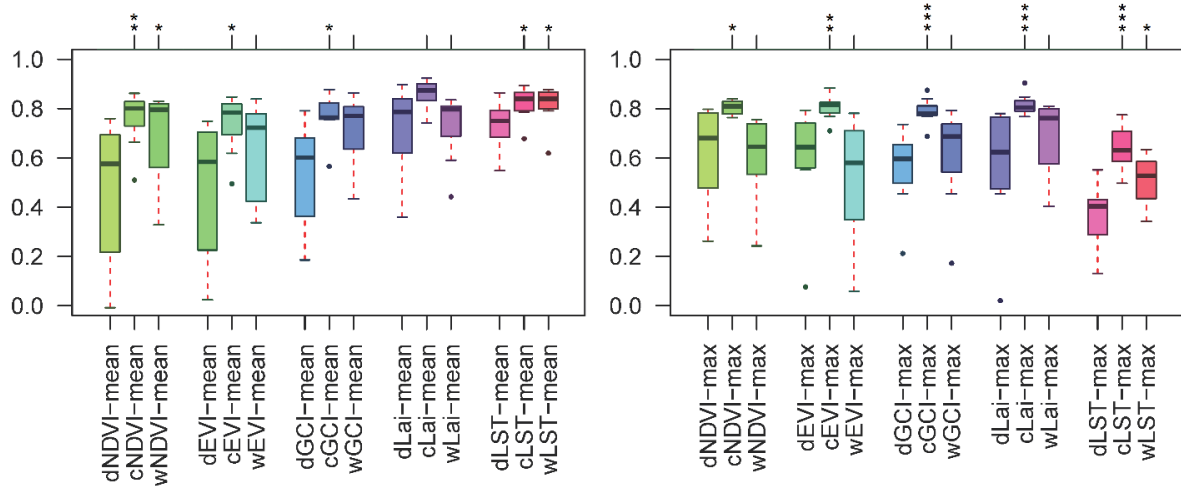 ** * * * * *
1.0
0.8
0.6
0.4
0.2
0.0
dNDVI-mean
cNDVI-mean
wNDVI-mean
dEVI-mean
cEVI-mean
wEVI-mean
dGCI-mean
cGCI-mean
wGCI-mean
dLai-mean
cLai-mean
wLai-mean
dLST-mean
cLST-mean
wLST-mean
* ** *** *** *** *
1.0
0.8
0.6
0.4
0.2
0.0
dNDVI-max
cNDVI-max
wNDVI-max
dEVI-max
cEVI-max
wEVI-max
dGCI-max
cGCI-max
wGCI-max
dLai-max
cLai-max
wLai-max
dLST-max
cLST-max
wLST-max